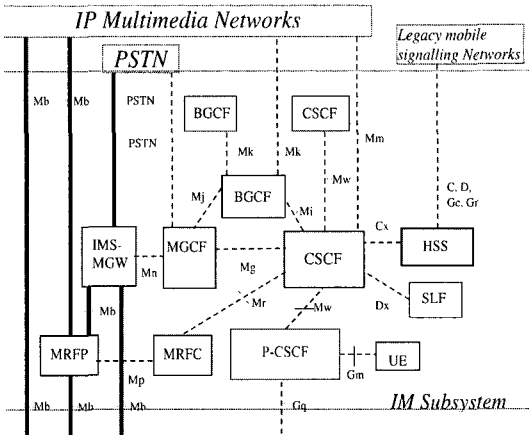 IP Multimedia Networks
Legacy mobile
signalling Networks
PSTN
Mb
Mb
PSTN
PSTN
BGCF
CSCF
Mm
Mk
Mk
Mw
C, D,
Gc, Gr
Mj
BGCF
Mi
Cx
IMS-
MGW
Mn
MGCF
Mg
CSCF
HSS
Mb
Mr
Mw
Dx
SLF
MRFP
Mp
MRFC
P-CSCF
Gm
UE
Mb
Mb
Mb
Gq
IM Subsystem